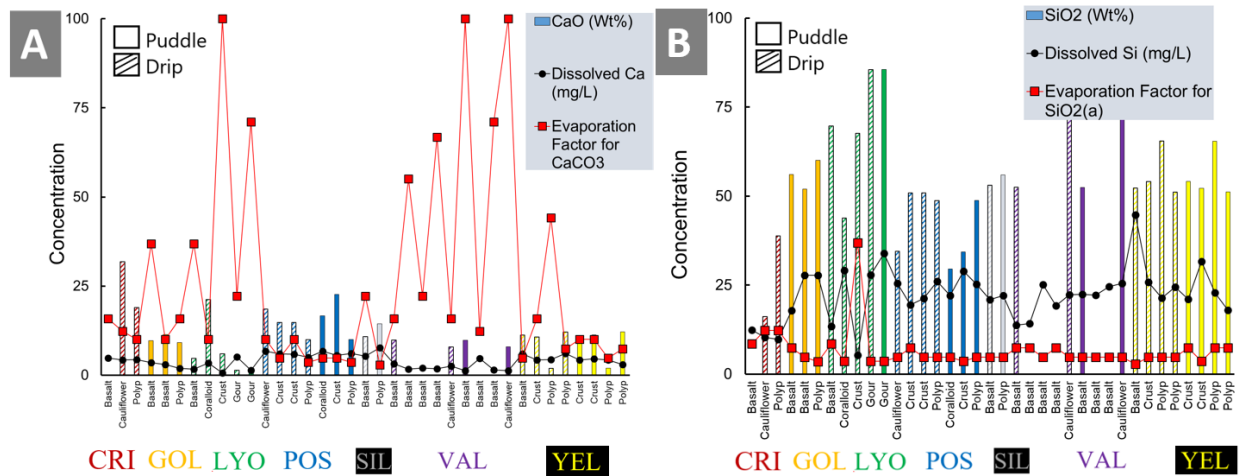 A
Puddle
Drip
CaO (Wt%)
Dissolved Ca
(mg/L)
Evaporation
Factor for
CaCO3
Concentration
100
75
50
25
0
Basalt
Cauliflower
Polyp
Basalt
Basalt
Polyp
Basalt
Coralloid
Crust
Gour
Gour
Cauliflower
Crust
Crust
Polyp
Coralloid
Crust
Polyp
Basalt
Polyp
Basalt
Basalt
Basalt
Basalt
Cauliflower
Basalt
Basalt
Basalt
Cauliflower
Basalt
Crust
Polyp
Polyp
Crust
Crust
Polyp
Polyp
CRI GOL LYO POS SIL VAL YEL
B
Puddle
Drip
SiO2 (Wt%)
Dissolved Si (mg/L)
Evaporation Factor for
SiO2(a)
Concentration
100
75
50
25
0
Basalt
Cauliflower
Polyp
Basalt
Basalt
Polyp
Basalt
Coralloid
Crust
Gour
Gour
Cauliflower
Crust
Crust
Polyp
Coralloid
Crust
Polyp
Basalt
Polyp
Basalt
Basalt
Basalt
Basalt
Cauliflower
Basalt
Basalt
Basalt
Cauliflower
Basalt
Crust
Polyp
Polyp
Crust
Crust
Polyp
Polyp
CRI GOL LYO POS SIL VAL YEL